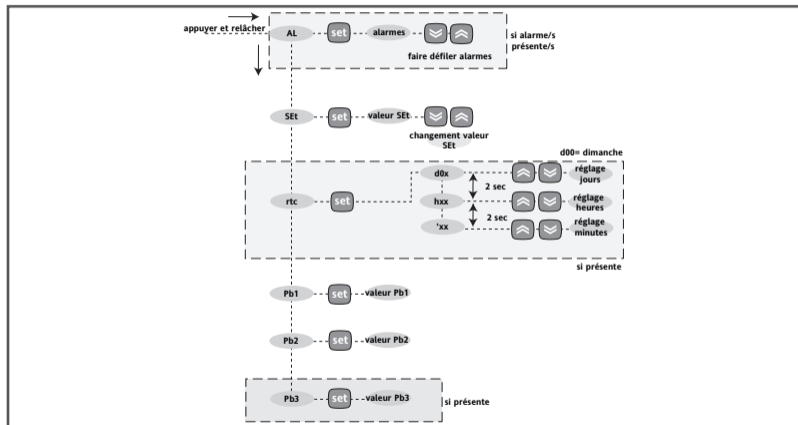 appuyer et relâcher
AL
set
alarmes
si alarme/s
présente/s
faire défiler alarmes
SEt
set
valeur SEt
changement valeur
SEt
d00= dimanche
rtc
set
d0x
2 sec
hxx
2 sec
'xx
réglage
jours
réglage
heures
réglage
minutes
si présente
Pb1
set
valeur Pb1
Pb2
set
valeur Pb2
Pb3
set
valeur Pb3
si présente